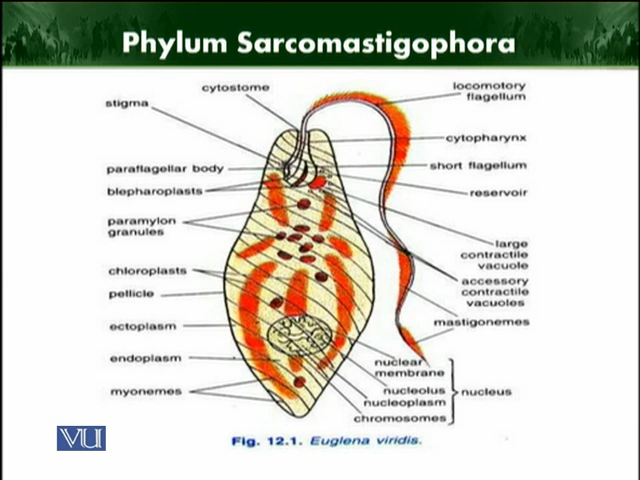 Phylum Sarcomastigophora
cytostome
locomotory
flagellum
stigma
cytopharynx
paraflagellar body
short flagellum
blepharoplasts
reservoir
paramylon
granules
large
contractile
vacuole
chloroplasts
accessory
contractile
vacuoles
pellicle
mastigonemes
ectoplasm
endoplasm
nuclear
membrane
myonemes
nucleolus
nucleus
nucleoplasm
chromosomes
VU
Fig. 12.1. Euglena viridis.